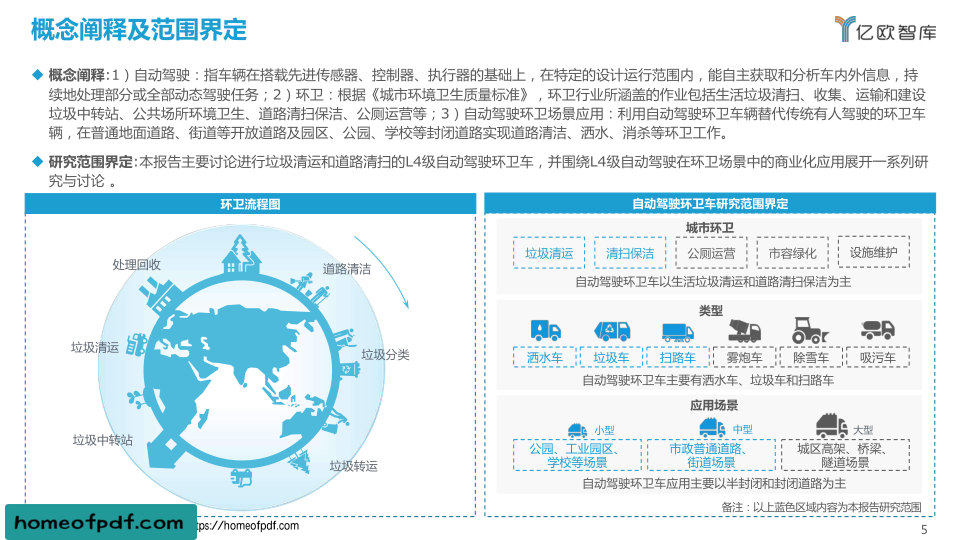 概念阐释及范围界定
亿欧智库
◆ 概念阐释:1）自动驾驶：指车辆在搭载先进传感器、控制器、执行器的基础上，在特定的设计运行范围内，能自主获取和分析车内外信息，持
续地处理部分或全部动态驾驶任务；2）环卫：根据《城市环境卫生质量标准》，环卫行业所涵盖的作业包括生活垃圾清扫、收集、运输和建设
垃圾中转站、公共场所环境卫生、道路清扫保洁、公厕运营等；3）自动驾驶环卫场景应用：利用自动驾驶环卫车辆替代传统有人驾驶的环卫车
辆，在普通地面道路、街道等开放道路及园区、公园、学校等封闭道路实现道路清洁、洒水、消杀等环卫工作。
◆ 研究范围界定:本报告主要讨论进行垃圾清运和道路清扫的L4级自动驾驶环卫车，并围绕L4级自动驾驶在环卫场景中的商业化应用展开一系列研
究与讨论 。
环卫流程图
处理回收
道路清洁
垃圾清运
垃圾分类
垃圾中转站
垃圾转运
自动驾驶环卫车研究范围界定
城市环卫
垃圾清运 清扫保洁 公厕运营 市容绿化 设施维护
自动驾驶环卫车以生活垃圾清运和道路清扫保洁为主
类型
洒水车 垃圾车 扫路车 雾炮车 除雪车 吸污车
自动驾驶环卫车主要有洒水车、垃圾车和扫路车
应用场景
小型 中型 大型
公园、工业园区、 市政普通道路、 城区高架、桥梁、
学校等场景 街道场景 隧道场景
自动驾驶环卫车应用主要以半封闭和封闭道路为主
备注：以上蓝色区域内容为本报告研究范围
homeofpdf.com
ttps://homeofpdf.com
5